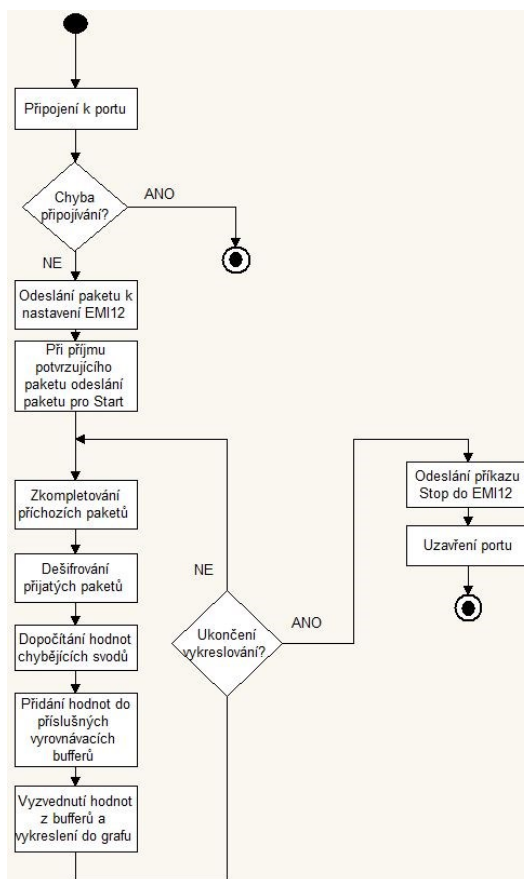 Připojení k portu
Chyba
připojívání?
ANO
NE
Odeslání paketu k
nastavení EMI12
Při příjmu
potvrzujícího
paketu odeslání
paketu pro Start
Zkompletování
příchozích paketů
Dešifrování
přijatých paketů
Dopočítání hodnot
chybějících svodů
Přidání hodnot do
příslušných
vyrovnávacích
bufferů
Vyzvednutí hodnot
z bufferů a
vykreslení do grafu
NE
Ukončení
vykreslování?
ANO
Odeslání příkazu
Stop do EMI12
Uzavření portu